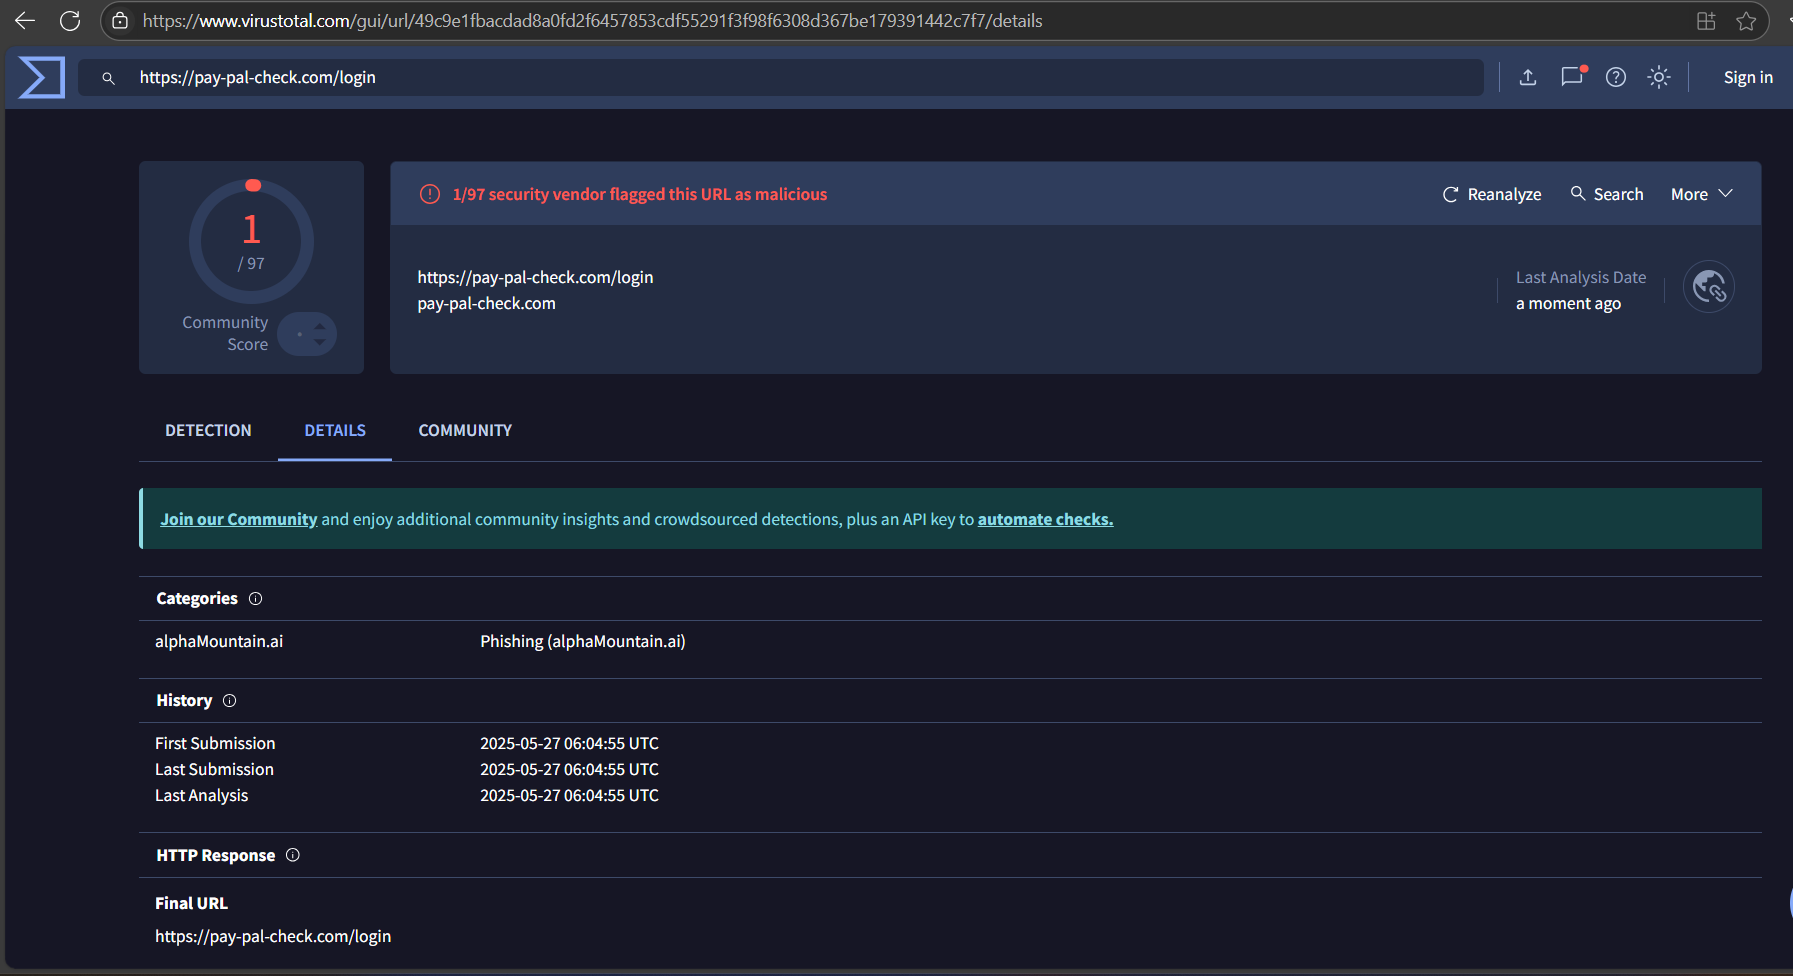 https://www.virustotal.com/gui/url/49c9e1fbacdad8a0fd2f6457853cdf55291f3f98f6308d367be179391442c7f7/details
https://pay-pal-check.com/login
Sign in
1
/ 97
Community
Score
1/97 security vendor flagged this URL as malicious
Reanalyze
Search
More
https://pay-pal-check.com/login
pay-pal-check.com
Last Analysis Date
a moment ago
DETECTION
DETAILS
COMMUNITY
Join our Community and enjoy additional community insights and crowdsourced detections, plus an API key to automate checks.
Categories
alphaMountain.ai
Phishing (alphaMountain.ai)
History
First Submission
2025-05-27 06:04:55 UTC
Last Submission
2025-05-27 06:04:55 UTC
Last Analysis
2025-05-27 06:04:55 UTC
HTTP Response
Final URL
https://pay-pal-check.com/login